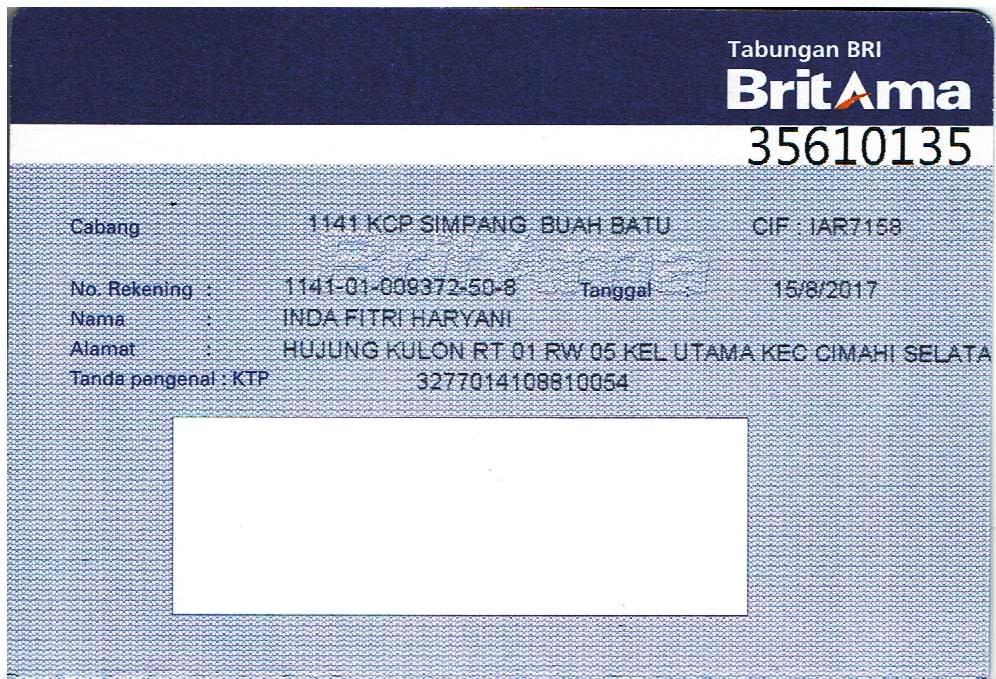 Tabungan BRI
BritAma
35610135
Cabang 1141 KCP SIMPANG BUAH BATU CIF : IAR7158
No. Rekening : 1141-01-009372-50-8 Tanggal : 15/8/2017
Nama : INDA FITRI HARYANI
Alamat : HUJUNG KULON RT 01 RW 05 KEL UTAMA KEC CIMAHI SELATA
Tanda pengenal : KTP 3277014108810054